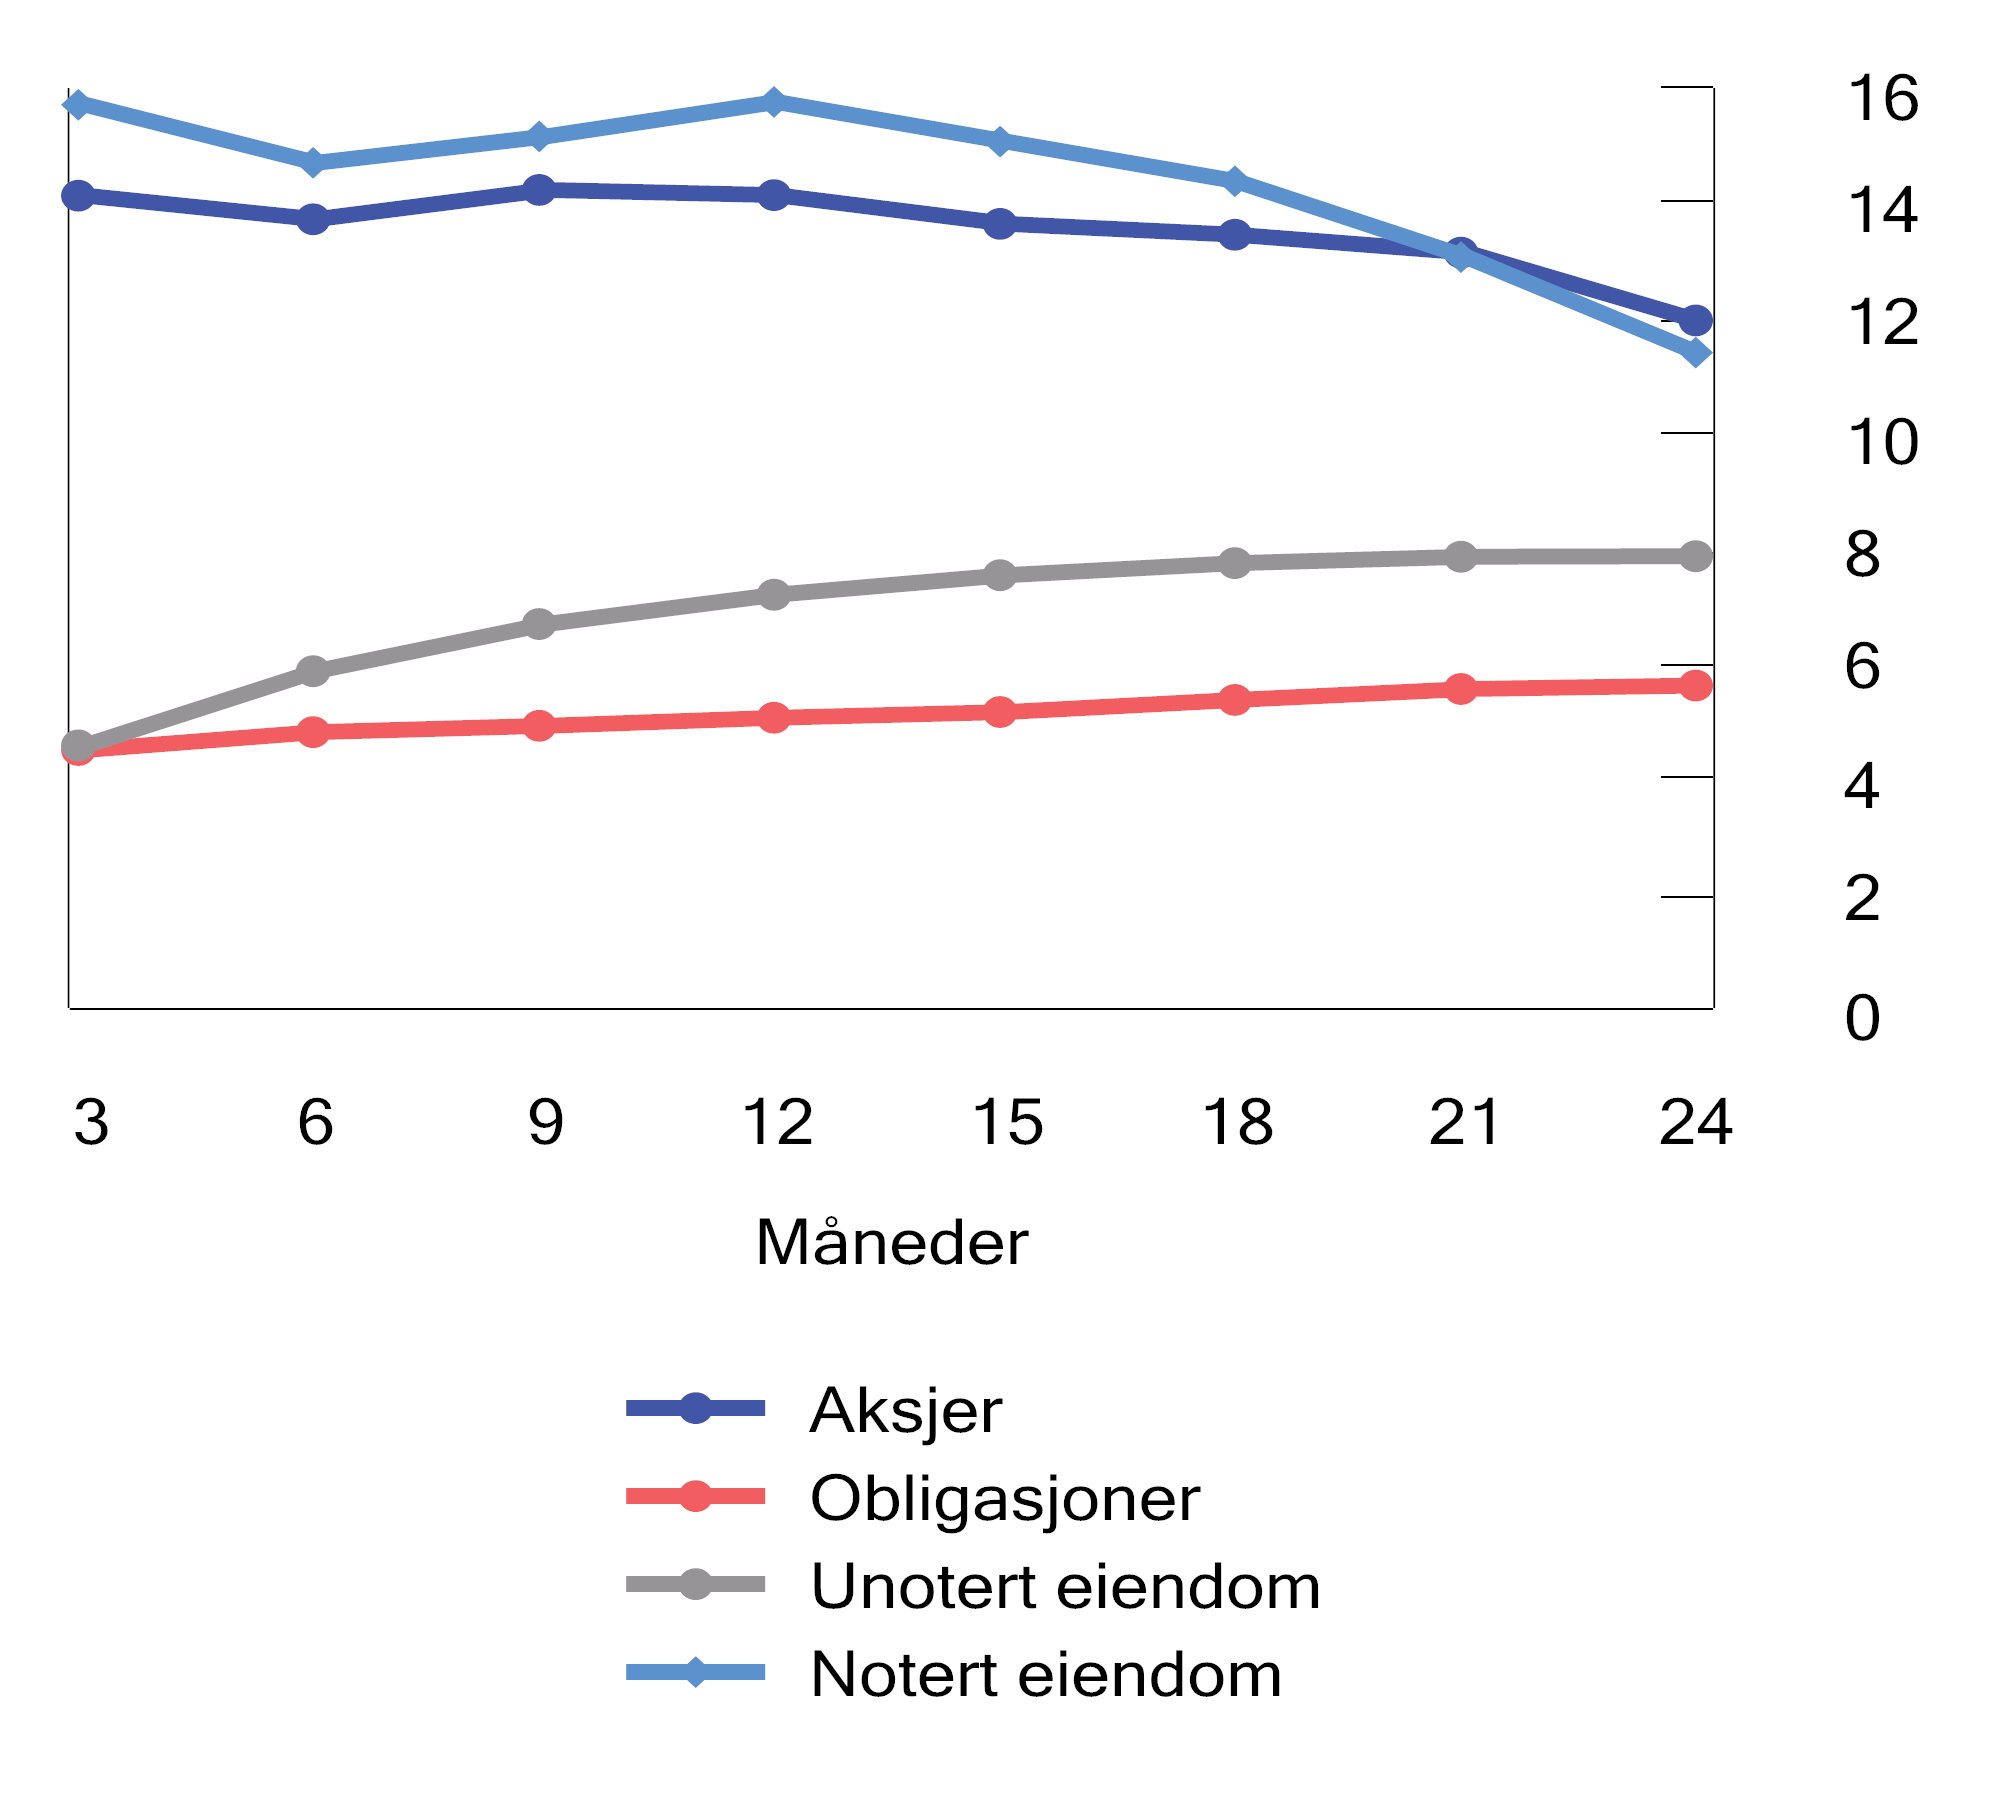 16
14
12
10
8
6
4
2
0
3 6 9 12 15 18 21 24
Måneder
Aksjer
Obligasjoner
Unotert eiendom
Notert eiendom